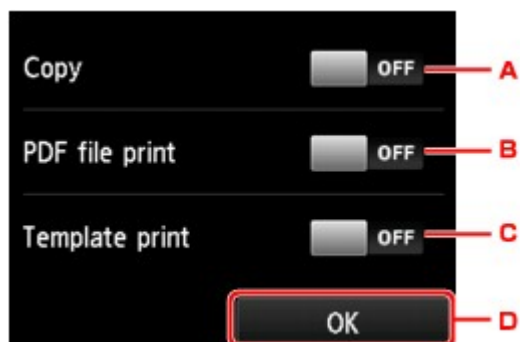 Copy OFF A
PDF file print OFF B
Template print OFF C
OK D